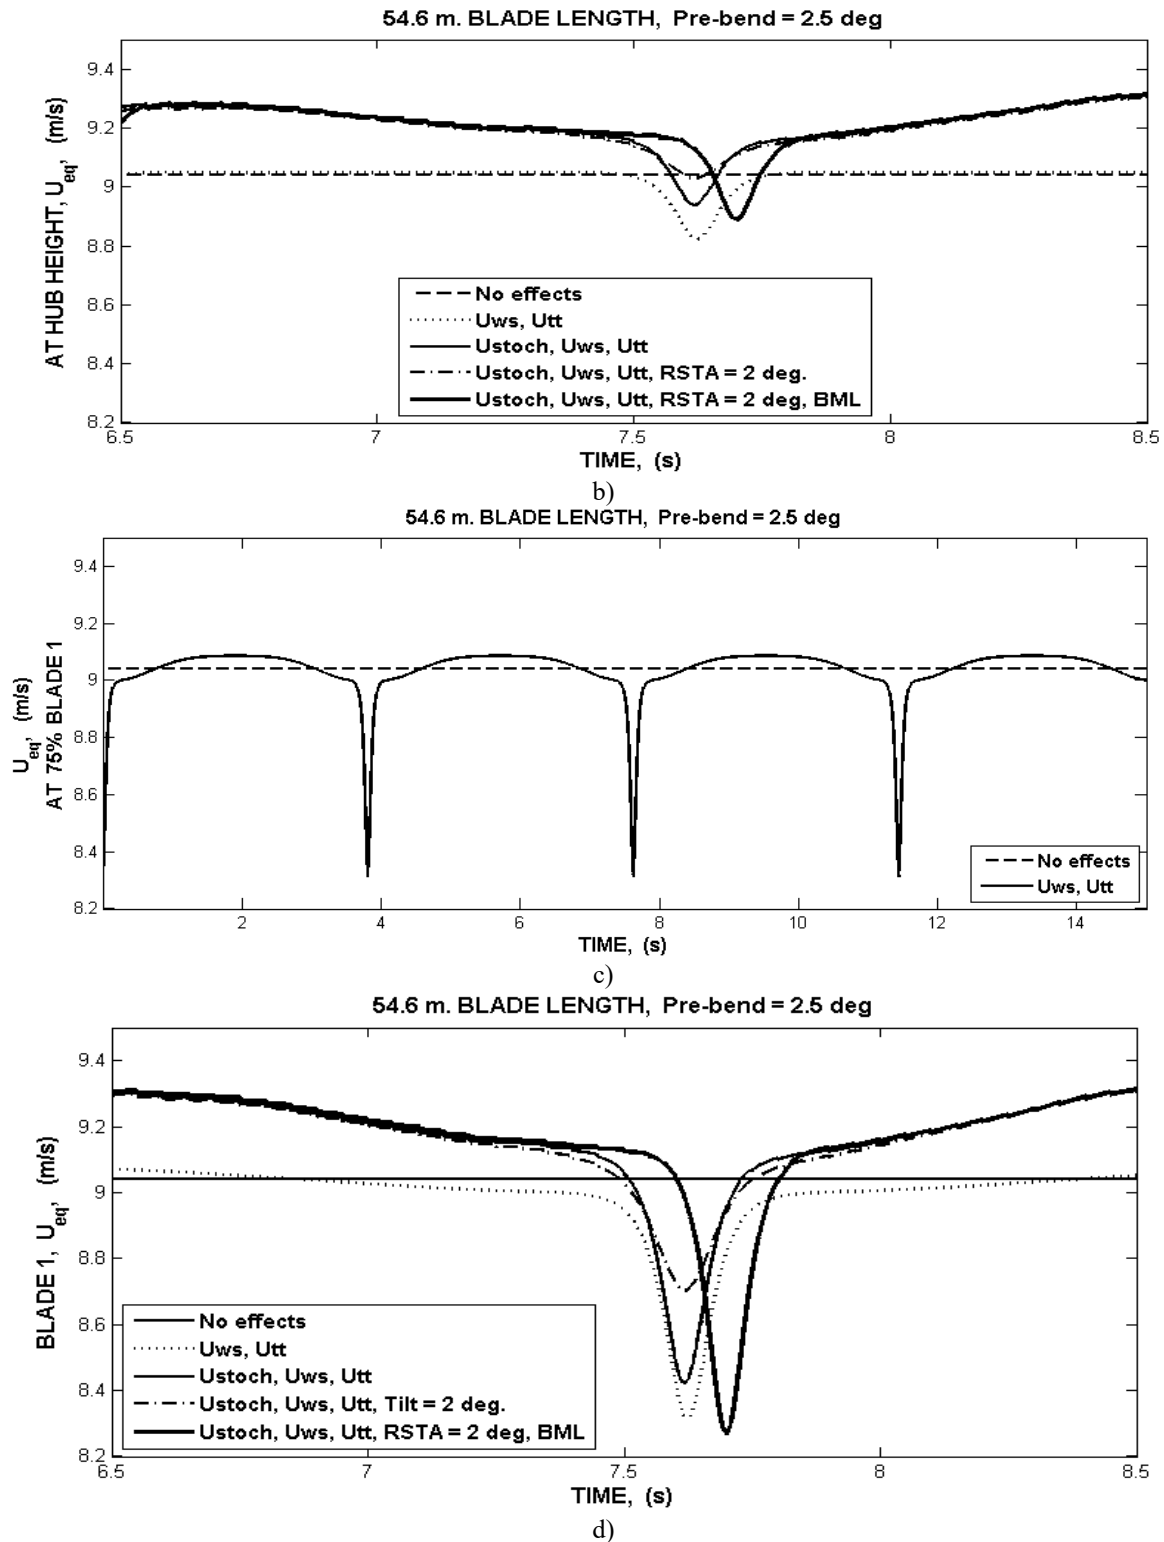 54.6 m. BLADE LENGTH, Pre-bend = 2.5 deg
AT HUB HEIGHT, Ueq, (m/s)
9.4
9.2
9
8.8
8.6
8.4
8.2
No effects
Uws, Utt
Ustoch, Uws, Utt
Ustoch, Uws, Utt, RSTA = 2 deg.
Ustoch, Uws, Utt, RSTA = 2 deg, BML
6.5 7 7.5 8 8.5
TIME, (s)
b)
54.6 m. BLADE LENGTH, Pre-bend = 2.5 deg
Ueq, (m/s)
AT 75% BLADE 1
9.4
9.2
9
8.8
8.6
8.4
8.2
No effects
Uws, Utt
2 4 6 8 10 12 14
TIME, (s)
c)
54.6 m. BLADE LENGTH, Pre-bend = 2.5 deg
BLADE 1, Ueq, (m/s)
9.4
9.2
9
8.8
8.6
8.4
8.2
No effects
Uws, Utt
Ustoch, Uws, Utt
Ustoch, Uws, Utt, Tilt = 2 deg.
Ustoch, Uws, Utt, RSTA = 2 deg, BML
6.5 7 7.5 8 8.5
TIME, (s)
d)